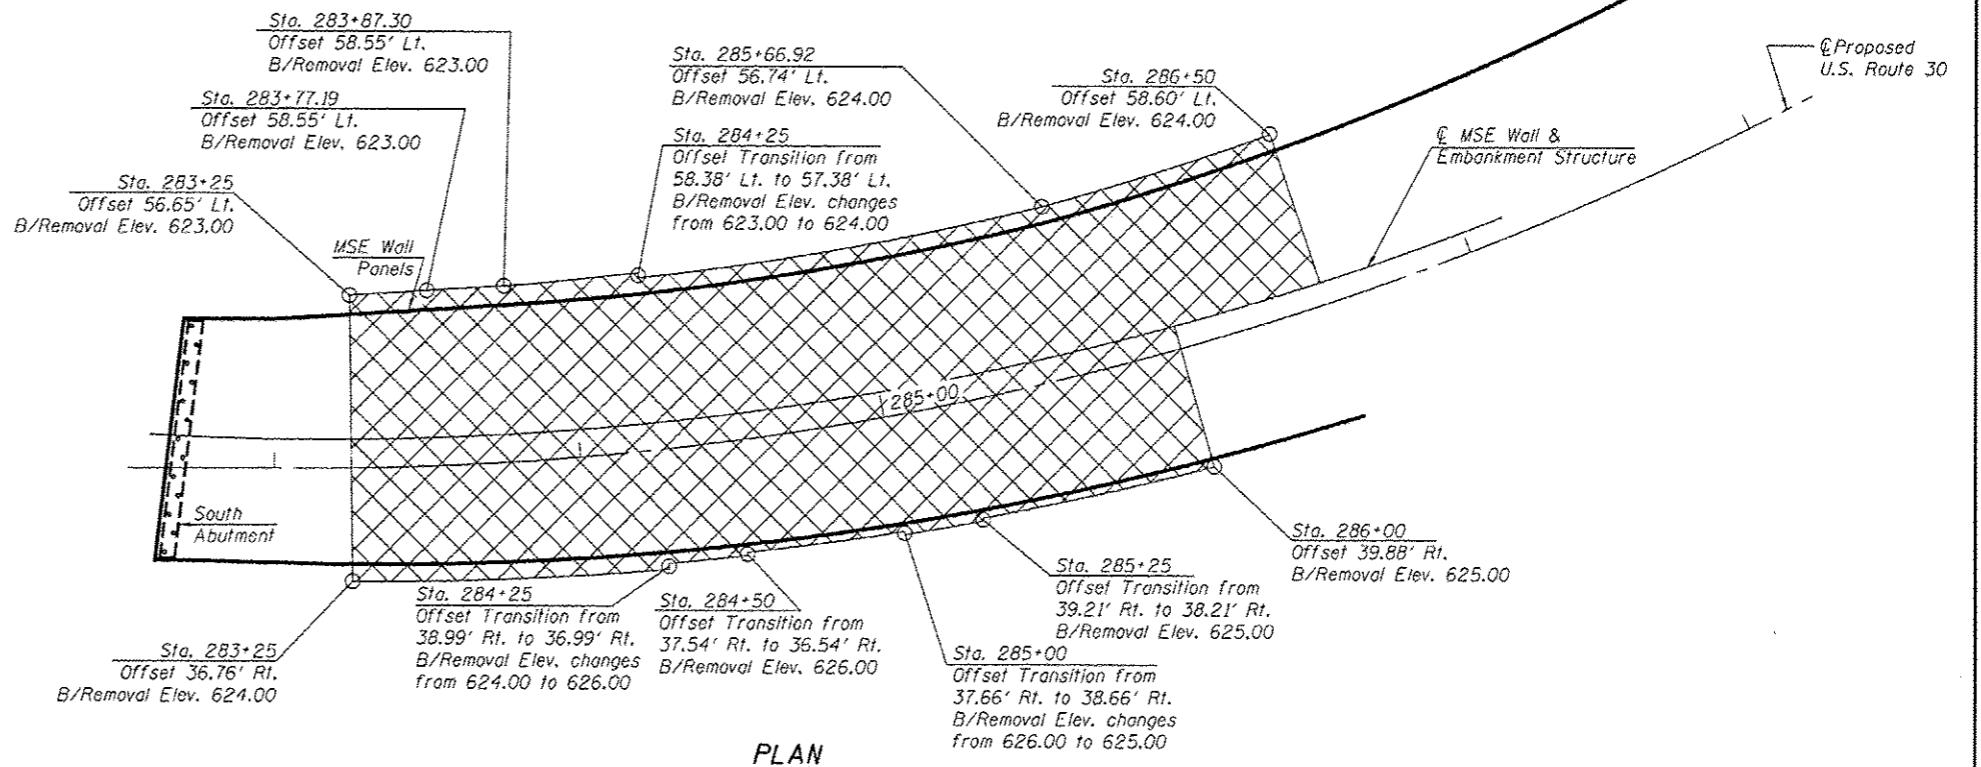 Sta. 283+87.30
Offset 58.55' Lt.
B/Removal Elev. 623.00
Sta. 283+77.19
Offset 58.55' Lt.
B/Removal Elev. 623.00
Sta. 283+25
Offset 56.65' Lt.
B/Removal Elev. 623.00
MSE Wall
Panels
Sta. 285+66.92
Offset 56.74' Lt.
B/Removal Elev. 624.00
Sta. 284+25
Offset Transition from
58.38' Lt. to 57.38' Lt.
B/Removal Elev. changes
from 623.00 to 624.00
Sta. 286+50
Offset 58.60' Lt.
B/Removal Elev. 624.00
℄ Proposed
U.S. Route 30
℄ MSE Wall &
Embankment Structure
285+00
South
Abutment
Sta. 283+25
Offset 36.76' Rt.
B/Removal Elev. 624.00
Sta. 284+25
Offset Transition from
38.99' Rt. to 36.99' Rt.
B/Removal Elev. changes
from 624.00 to 626.00
Sta. 284+50
Offset Transition from
37.54' Rt. to 36.54' Rt.
B/Removal Elev. 626.00
Sta. 285+00
Offset Transition from
37.66' Rt. to 38.66' Rt.
B/Removal Elev. changes
from 626.00 to 625.00
Sta. 285+25
Offset Transition from
39.21' Rt. to 38.21' Rt.
B/Removal Elev. 625.00
Sta. 286+00
Offset 39.88' Rt.
B/Removal Elev. 625.00
PLAN